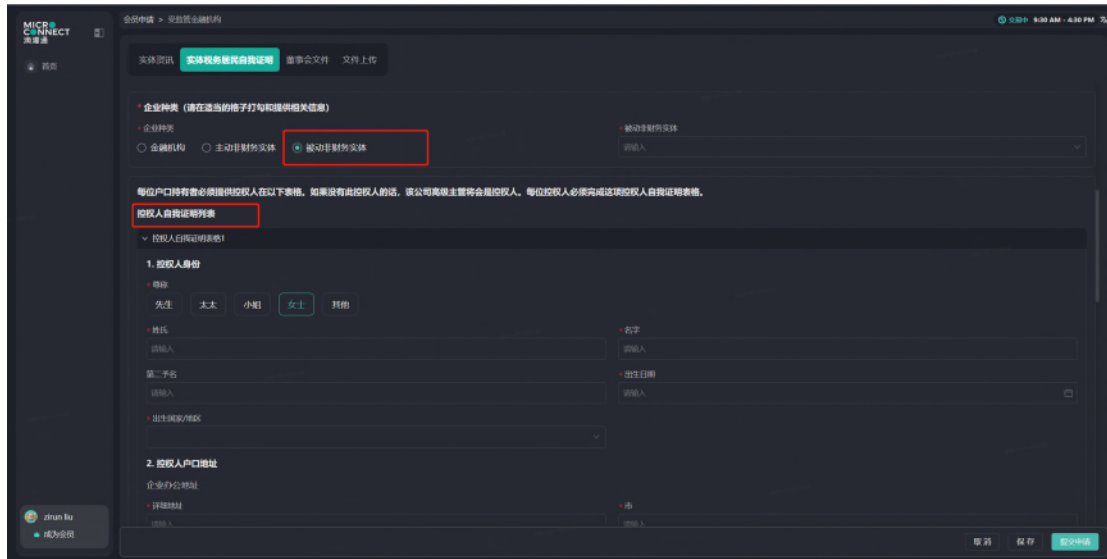 MICRO
CONNECT
滴灌通
会员申请 > 受监管金融机构
交易中 9:30 AM - 4:30 PM
首页
实体资讯 实体税务居民自我证明 董事会文件 文件上传
* 企业种类（请在适当的格子打勾和提供相关信息）
* 企业种类
* 被动非财务实体
金融机构 主动非财务实体 被动非财务实体
请输入
每位户口持有者必须提供控权人在以下表格。如果没有此控权人的话，该公司高级主管将会是控权人。每位控权人必须完成这项控权人自我证明表格。
控权人自我证明列表
控权人自我证明表格1
1. 控权人身份
* 尊称
先生 太太 小姐 女士 其他
* 姓氏
* 名字
请输入
请输入
第二予名
* 出生日期
请输入
请输入
* 出生国家/地区
2. 控权人户口地址
企业办公地址
* 详细地址
* 市
请输入
请输入
zirun liu
成为会员
取消 保存 提交申请